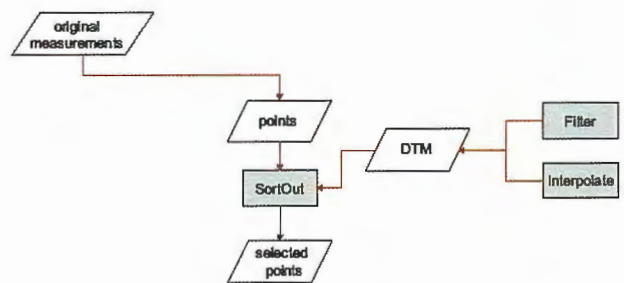 original
measurements
points
DTM
Filter
Interpolate
SortOut
selected
points